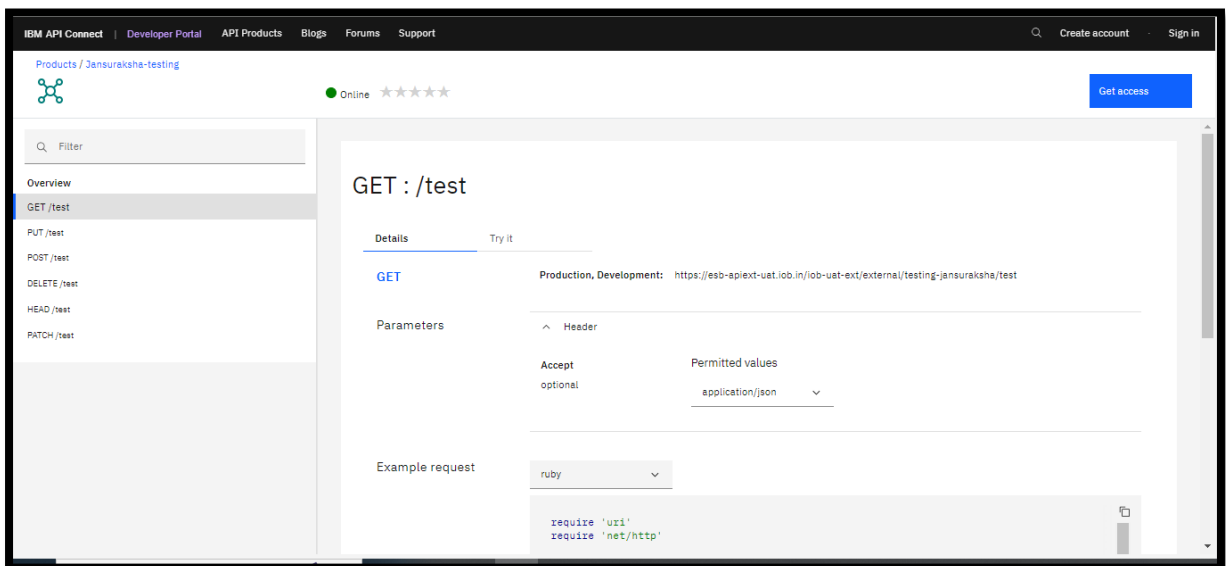 IBM API Connect | Developer Portal API Products Blogs Forums Support Create account - Sign in
Products / Jansuraksha-testing
Online
Get access
Filter
Overview
GET /test
PUT /test
POST /test
DELETE /test
HEAD /test
PATCH /test
GET : /test
Details Try it
GET Production, Development: https://esb-apiext-uat.iob.in/iob-uat-ext/external/testing-jansuraksha/test
Parameters Header
Accept Permitted values
optional
application/json
Example request ruby
require 'uri'
require 'net/http'